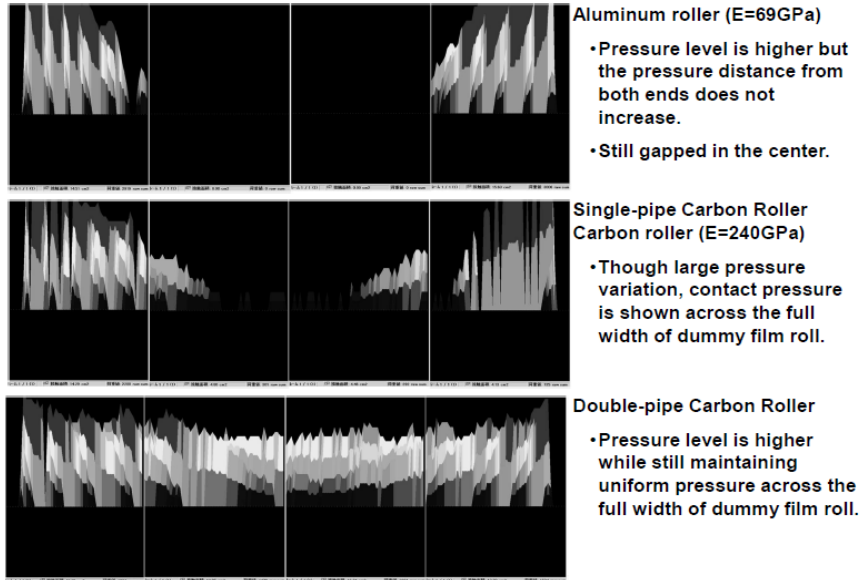 Aluminum roller (E=69GPa)
•Pressure level is higher but
the pressure distance from
both ends does not
increase.
•Still gapped in the center.
Single-pipe Carbon Roller
Carbon roller (E=240GPa)
•Though large pressure
variation, contact pressure
is shown across the full
width of dummy film roll.
Double-pipe Carbon Roller
•Pressure level is higher
while still maintaining
uniform pressure across the
full width of dummy film roll.